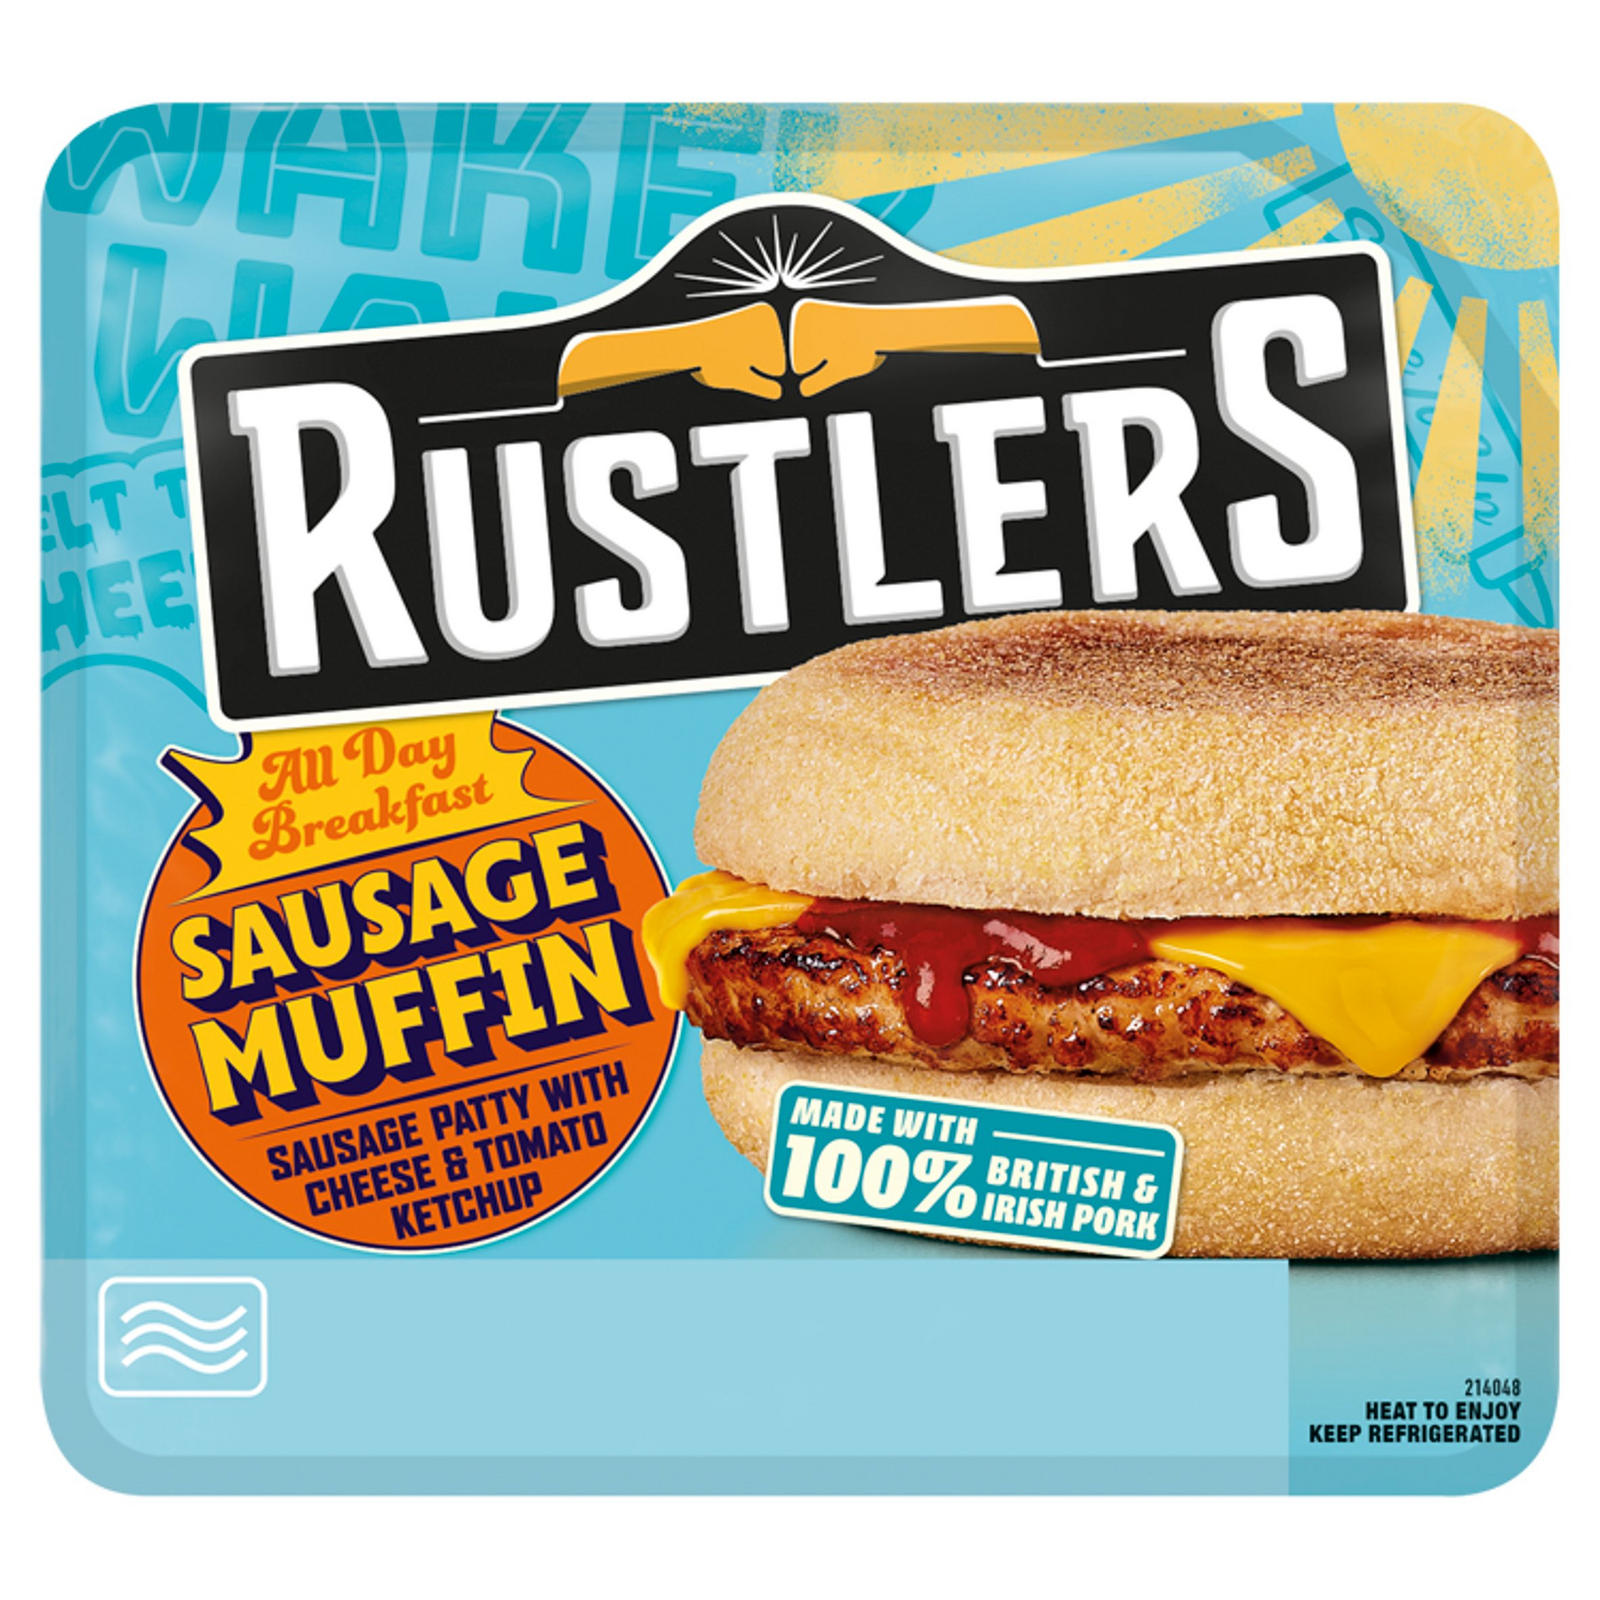 WAKE
RUSTLERS
All Day
Breakfast
SAUSAGE
MUFFIN
SAUSAGE PATTY WITH
CHEESE & TOMATO
KETCHUP
MADE WITH
100% BRITISH &
IRISH PORK
214048
HEAT TO ENJOY
KEEP REFRIGERATED